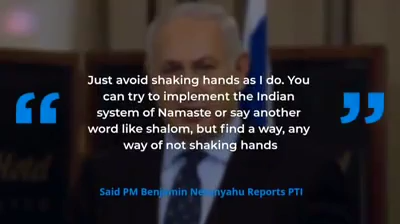 Just avoid shaking hands as I do. You
can try to implement the Indian
system of Namaste or say another
word like shalom, but find a way, any
way of not shaking hands
Said PM Benjamin Netanyahu Reports PTI